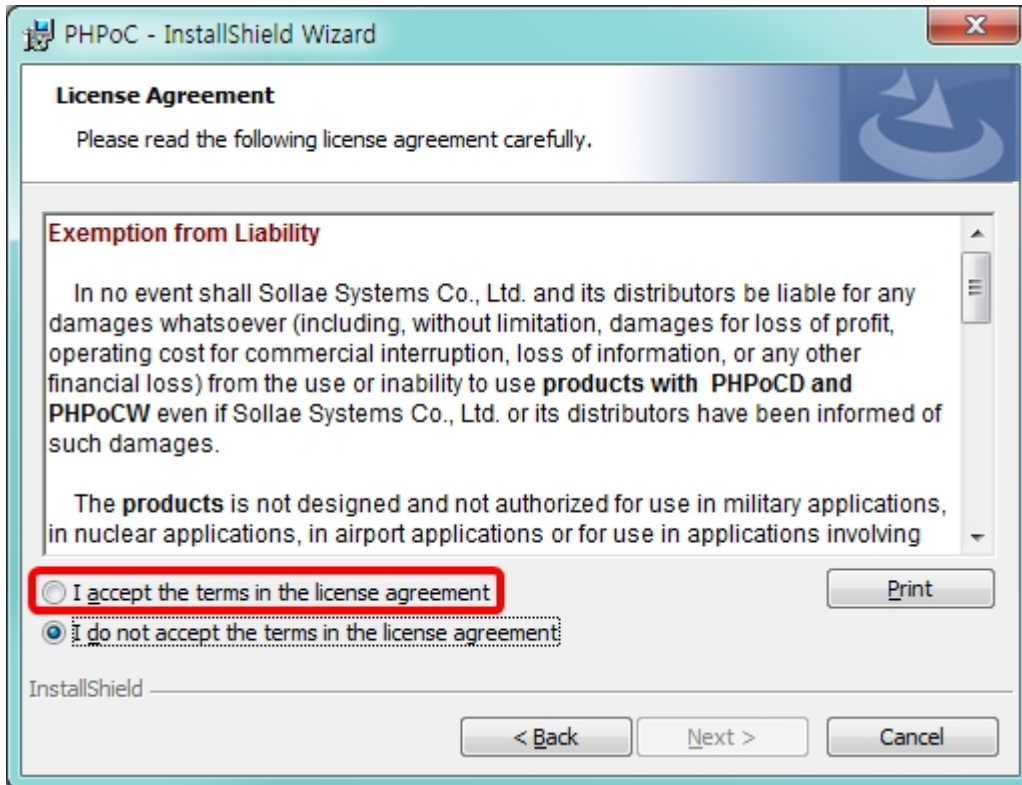 PHPoC - InstallShield Wizard
License Agreement
Please read the following license agreement carefully.
Exemption from Liability
In no event shall Sollae Systems Co., Ltd. and its distributors be liable for any
damages whatsoever (including, without limitation, damages for loss of profit,
operating cost for commercial interruption, loss of information, or any other
financial loss) from the use or inability to use products with PHPoCD and
PHPoCW even if Sollae Systems Co., Ltd. or its distributors have been informed of
such damages.
The products is not designed and not authorized for use in military applications,
in nuclear applications, in airport applications or for use in applications involving
I accept the terms in the license agreement
Print
I do not accept the terms in the license agreement
InstallShield
< Back
Next >
Cancel